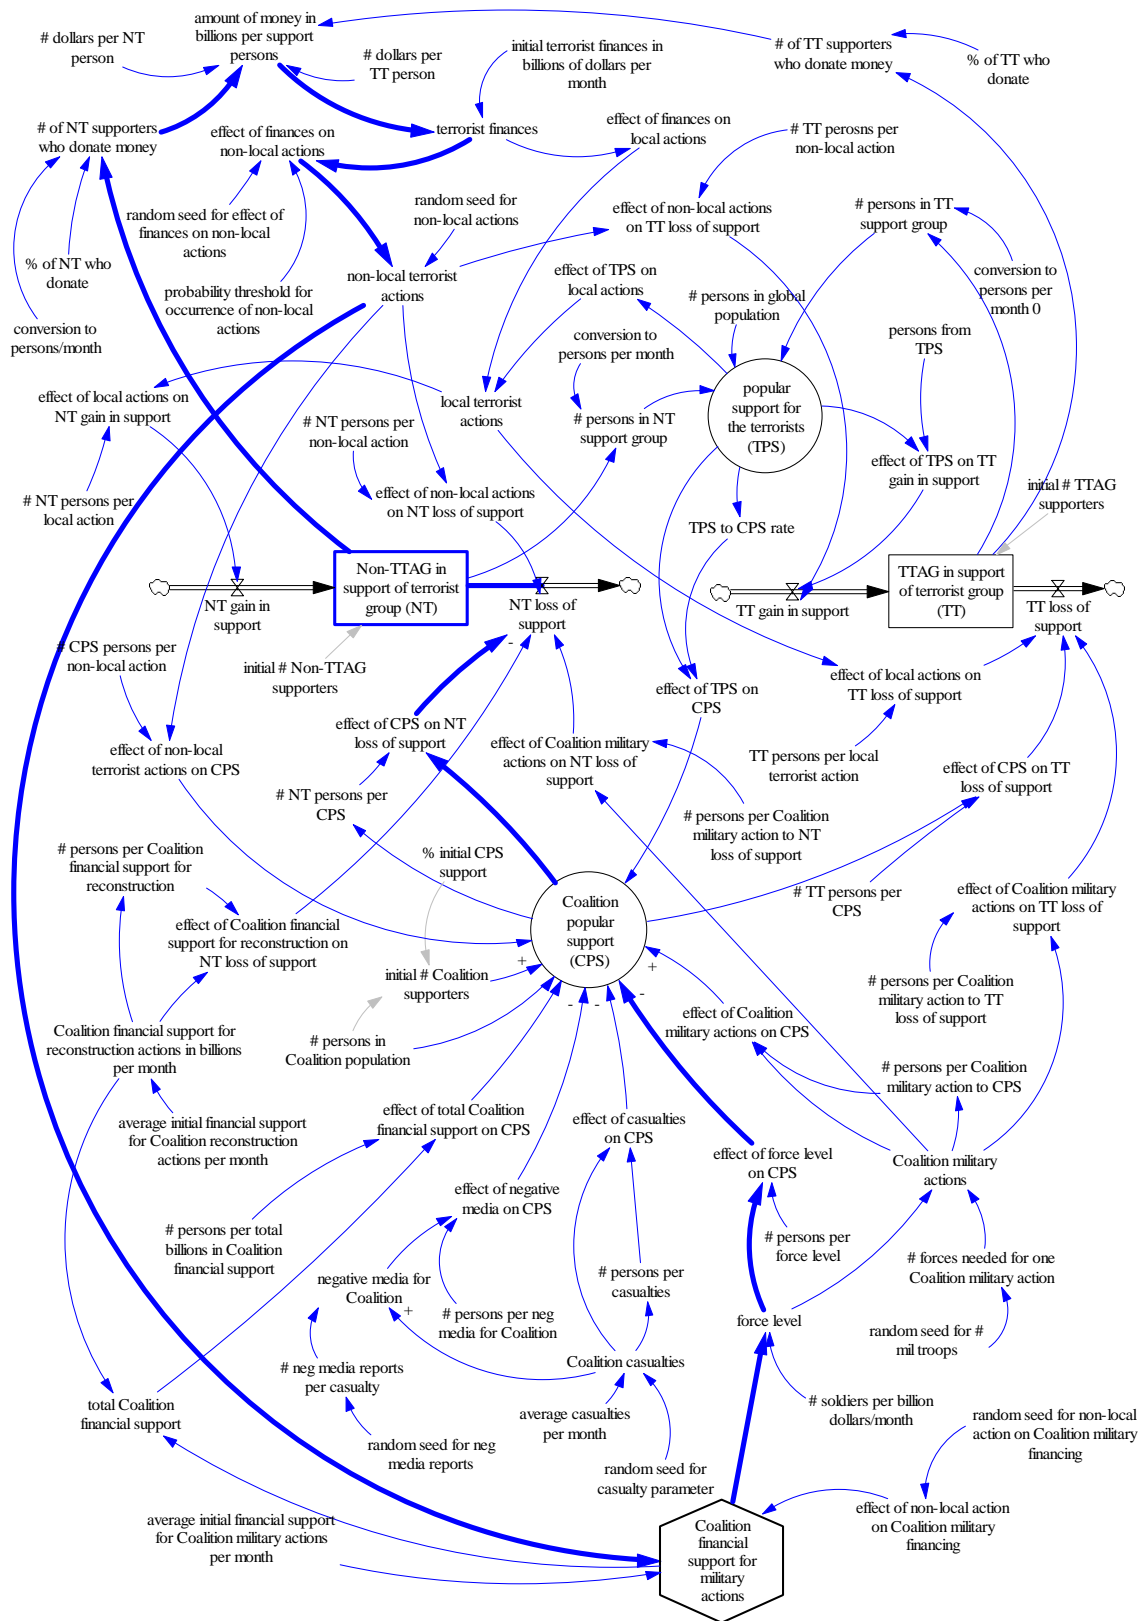 amount of money in
billions per support
persons
# dollars per NT
person
# dollars per
TT person
initial terrorist finances in
billions of dollars per
month
# of TT supporters
who donate money
% of TT who
donate
# of NT supporters
who donate money
effect of finances on
non-local actions
terrorist finances
effect of finances on
local actions
# TT perosns per
non-local action
random seed for effect of
finances on non-local
actions
random seed for
non-local actions
effect of non-local actions
on TT loss of support
# persons in TT
support group
% of NT who
donate
probability threshold for
occurrence of non-local
actions
non-local terrorist
actions
effect of TPS on
local actions
# persons in global
population
conversion to
persons per
month 0
conversion to
persons/month
conversion to
persons per month
persons from
TPS
effect of local actions on
NT gain in support
local terrorist
actions
# NT persons per
non-local action
# persons in NT
support group
popular
support for
the terrorists
(TPS)
effect of TPS on TT
gain in support
# NT persons per
local action
effect of non-local actions
on NT loss of support
TPS to CPS rate
initial # TTAG
supporters
Non-TTAG in
support of terrorist
group (NT)
NT gain in
support
NT loss of
support
TT gain in support
TTAG in support
of terrorist group
(TT)
TT loss of
support
# CPS persons per
non-local action
initial # Non-TTAG
supporters
-
effect of TPS on
CPS
effect of local actions on
TT loss of support
effect of non-local
terrorist actions on CPS
effect of CPS on NT
loss of support
effect of Coalition military
actions on NT loss of
support
TT persons per local
terrorist action
effect of CPS on TT
loss of support
# NT persons per
CPS
# persons per Coalition
military action to NT
loss of support
# persons per Coalition
financial support for
reconstruction
% initial CPS
support
# TT persons per
CPS
effect of Coalition military
actions on TT loss of
support
effect of Coalition financial
support for reconstruction on
NT loss of support
Coalition
popular
support
(CPS)
+
+
initial # Coalition
supporters
# persons per Coalition
military action to TT
loss of support
-
-
-
Coalition financial support for
reconstruction actions in billions
per month
# persons in
Coalition population
effect of Coalition
military actions on CPS
# persons per Coalition
military action to CPS
average initial financial support
for Coalition reconstruction
actions per month
effect of total Coalition
financial support on CPS
effect of casualties
on CPS
effect of force level
on CPS
Coalition military
actions
effect of negative
media on CPS
# persons per total
billions in Coalition
financial support
# persons per
force level
# forces needed for one
Coalition military action
negative media for
Coalition
+
# persons per
casualties
# persons per neg
media for Coalition
force level
random seed for #
mil troops
# neg media reports
per casualty
Coalition casualties
total Coalition
financial support
average casualties
per month
# soldiers per billion
dollars/month
random seed for non-local
action on Coalition military
financing
random seed for neg
media reports
random seed for
casualty parameter
effect of non-local action
on Coalition military
financing
average initial financial support
for Coalition military actions
per month
Coalition
financial
support for
military
actions